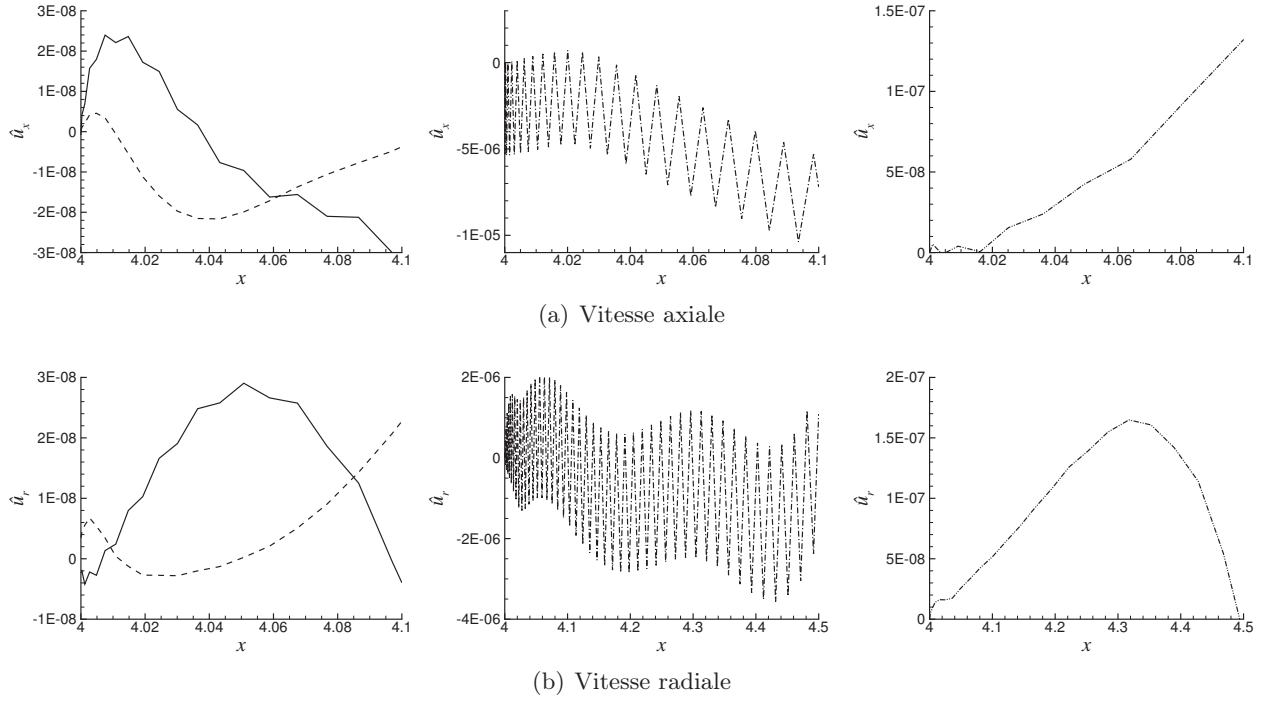 3E-08
2E-08
1E-08
0
-1E-08
-2E-08
-3E-08
û_x
4 4.02 4.04 4.06 4.08 4.1
x
0
-5E-06
-1E-05
û_x
4 4.02 4.04 4.06 4.08 4.1
x
1.5E-07
1E-07
5E-08
0
û_x
4 4.02 4.04 4.06 4.08 4.1
x
(a) Vitesse axiale
3E-08
2E-08
1E-08
0
-1E-08
û_r
4 4.02 4.04 4.06 4.08 4.1
x
2E-06
0
-2E-06
-4E-06
û_r
4 4.1 4.2 4.3 4.4 4.5
x
2E-07
1.5E-07
1E-07
5E-08
0
û_r
4 4.1 4.2 4.3 4.4 4.5
x
(b) Vitesse radiale